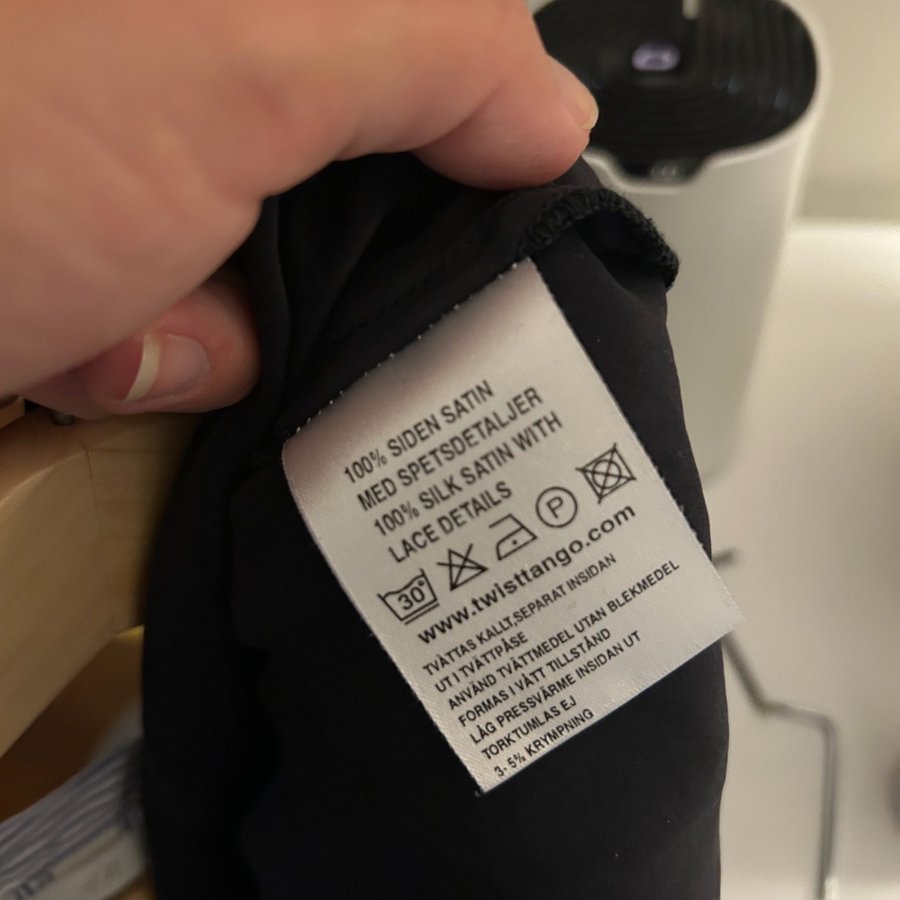 100% SIDEN SATIN
MED SPETSDETALJER
100% SILK SATIN WITH
LACE DETAILS
30° P
www.twisttango.com
TVÄTTAS KALLT,SEPARAT INSIDAN
UT I TVÄTTPÅSE
ANVÄND TVÄTTMEDEL UTAN BLEKMEDEL
FORMAS I VÅTT TILLSTÅND
LÅG PRESSVÄRME INSIDAN UT
TORKTUMLAS EJ
3- 5% KRYMPNING